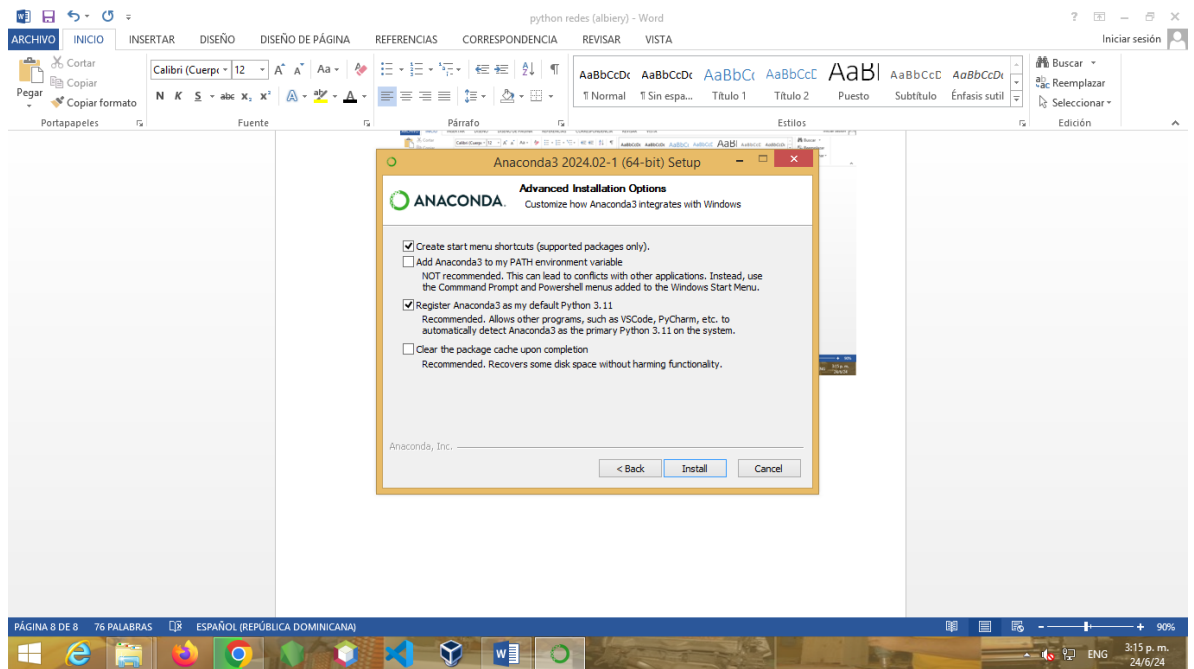 python redes (albiery) - Word
ARCHIVO INICIO INSERTAR DISEÑO DISEÑO DE PÁGINA REFERENCIAS CORRESPONDENCIA REVISAR VISTA Iniciar sesión
Pegar
Cortar
Copiar
Copiar formato
Portapapeles
Calibri (Cuerpc 12
N K S abc X₂ X²
Fuente
Párrafo
AaBbCcDc AaBbCcDc AaBbCc AaBbCcD AaBl AaBbCcD AaBbCcDc
¶ Normal ¶ Sin espa... Título 1 Título 2 Puesto Subtítulo Énfasis sutil
Estilos
Buscar
Reemplazar
Seleccionar
Edición
Anaconda3 2024.02-1 (64-bit) Setup
ANACONDA.
Advanced Installation Options
Customize how Anaconda3 integrates with Windows
Create start menu shortcuts (supported packages only).
Add Anaconda3 to my PATH environment variable
NOT recommended. This can lead to conflicts with other applications. Instead, use
the Commmand Prompt and Powershell menus added to the Windows Start Menu.
Register Anaconda3 as my default Python 3.11
Recommended. Allows other programs, such as VSCode, PyCharm, etc. to
automatically detect Anaconda3 as the primary Python 3.11 on the system.
Clear the package cache upon completion
Recommended. Recovers some disk space without harming functionality.
Anaconda, Inc.
< Back Install Cancel
PÁGINA 8 DE 8 76 PALABRAS ESPAÑOL (REPÚBLICA DOMINICANA) 90%
ENG
3:15 p. m.
24/6/24